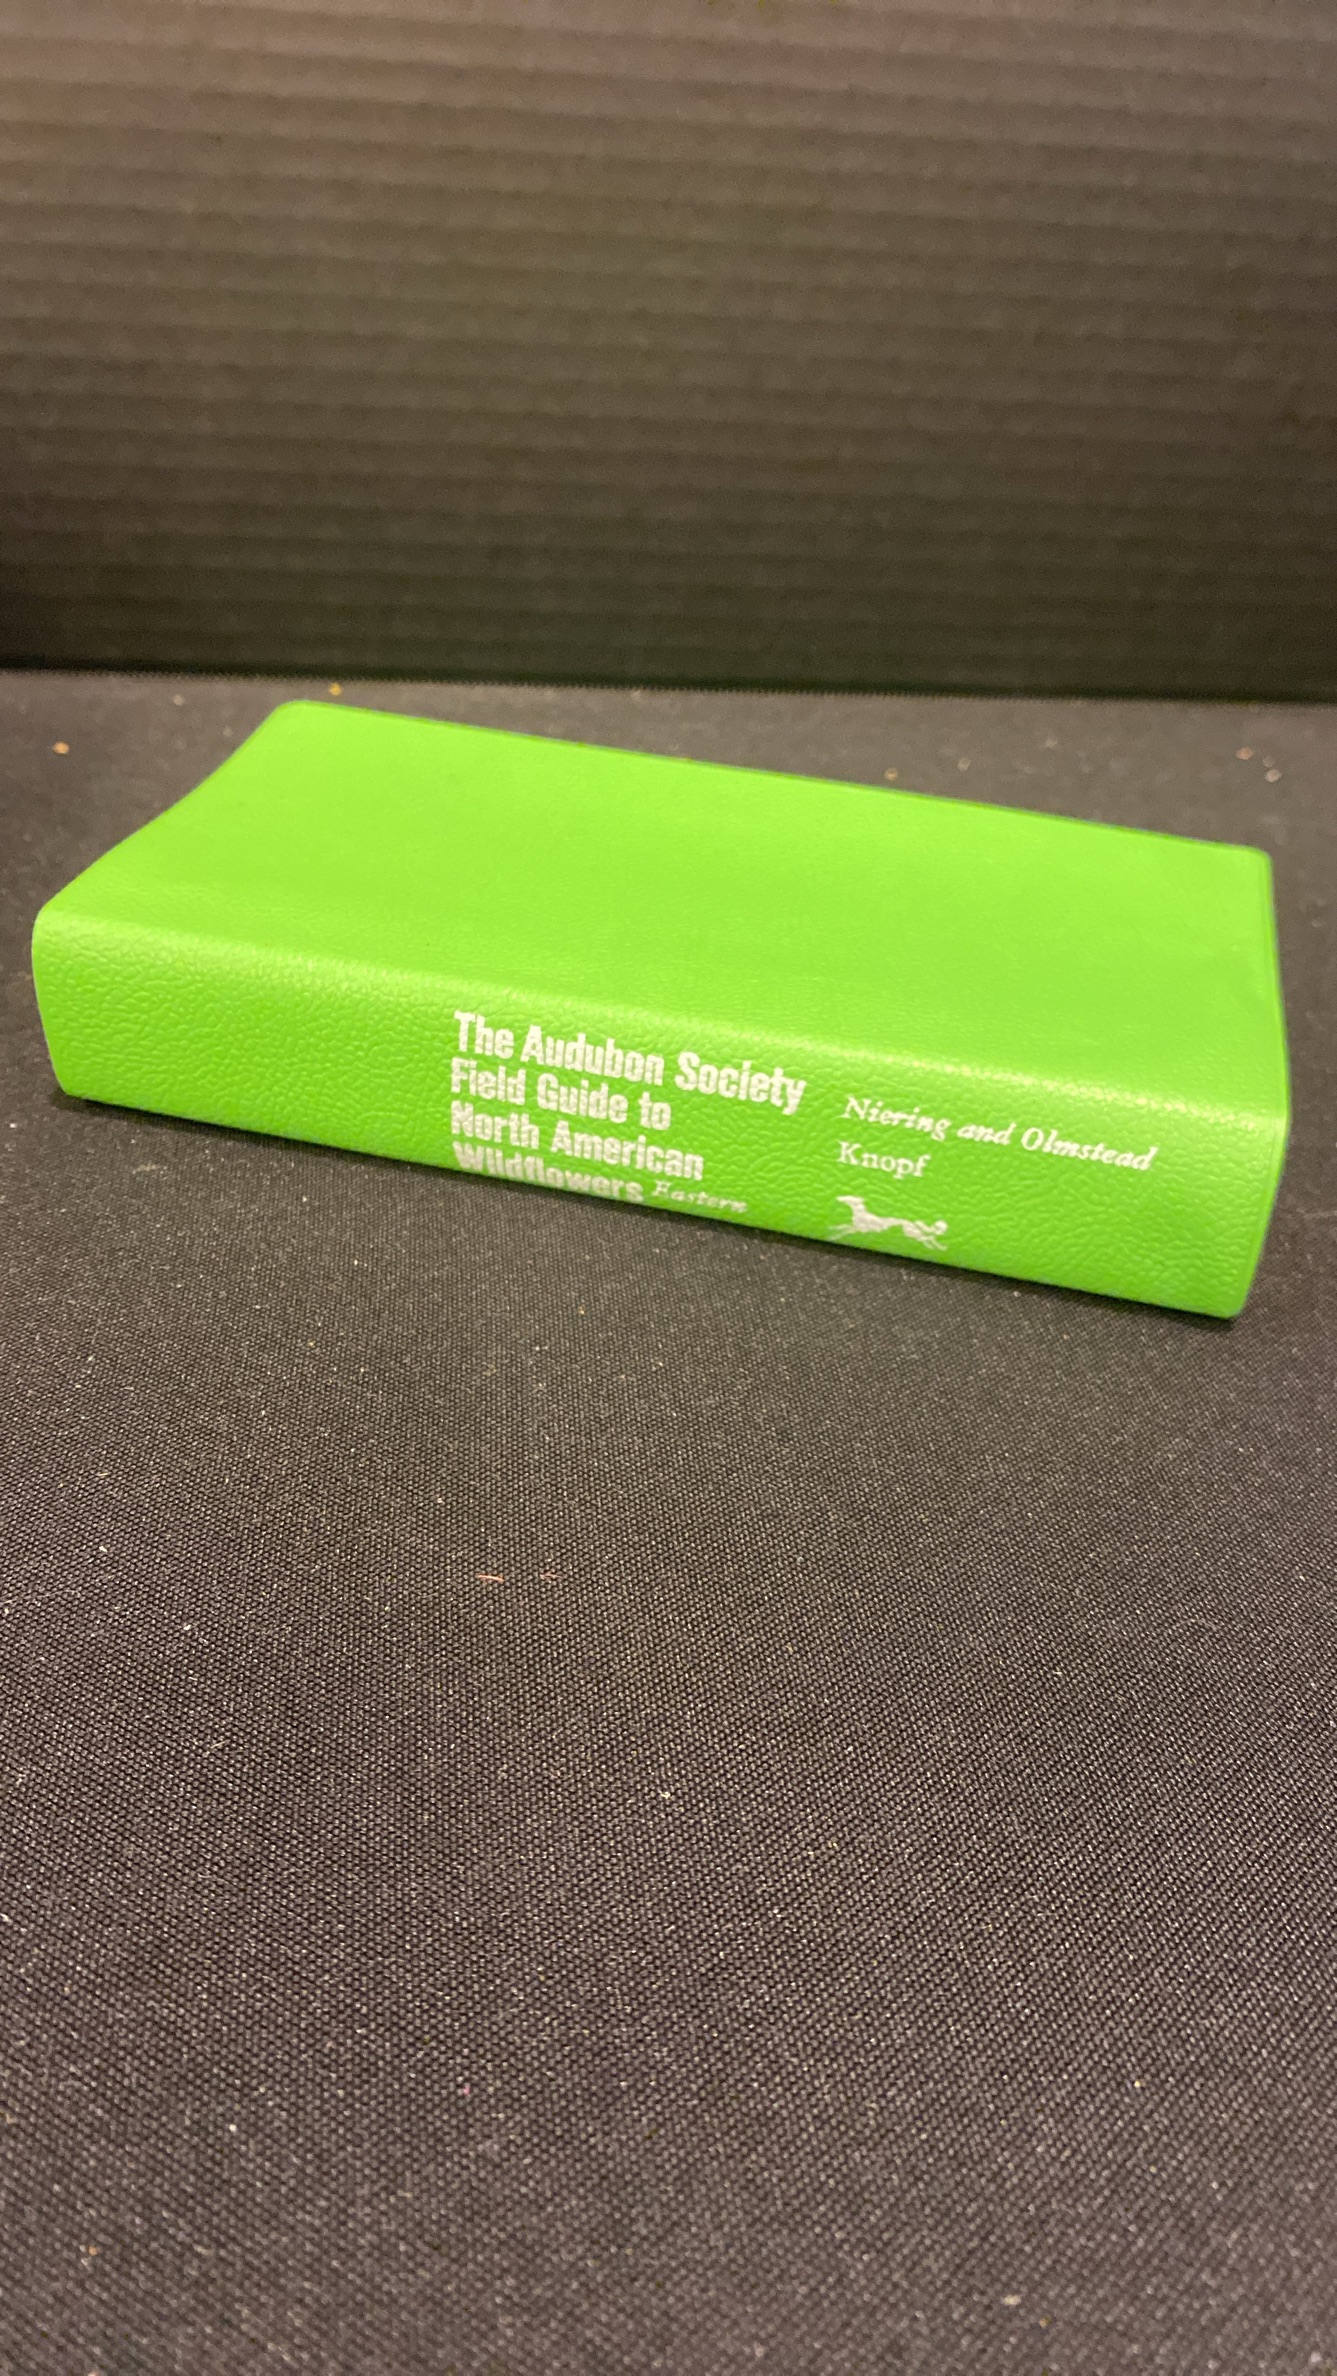 The Audubon Society
Field Guide to
North American
Wildflowers Eastern
Niering and Olmstead
Knopf